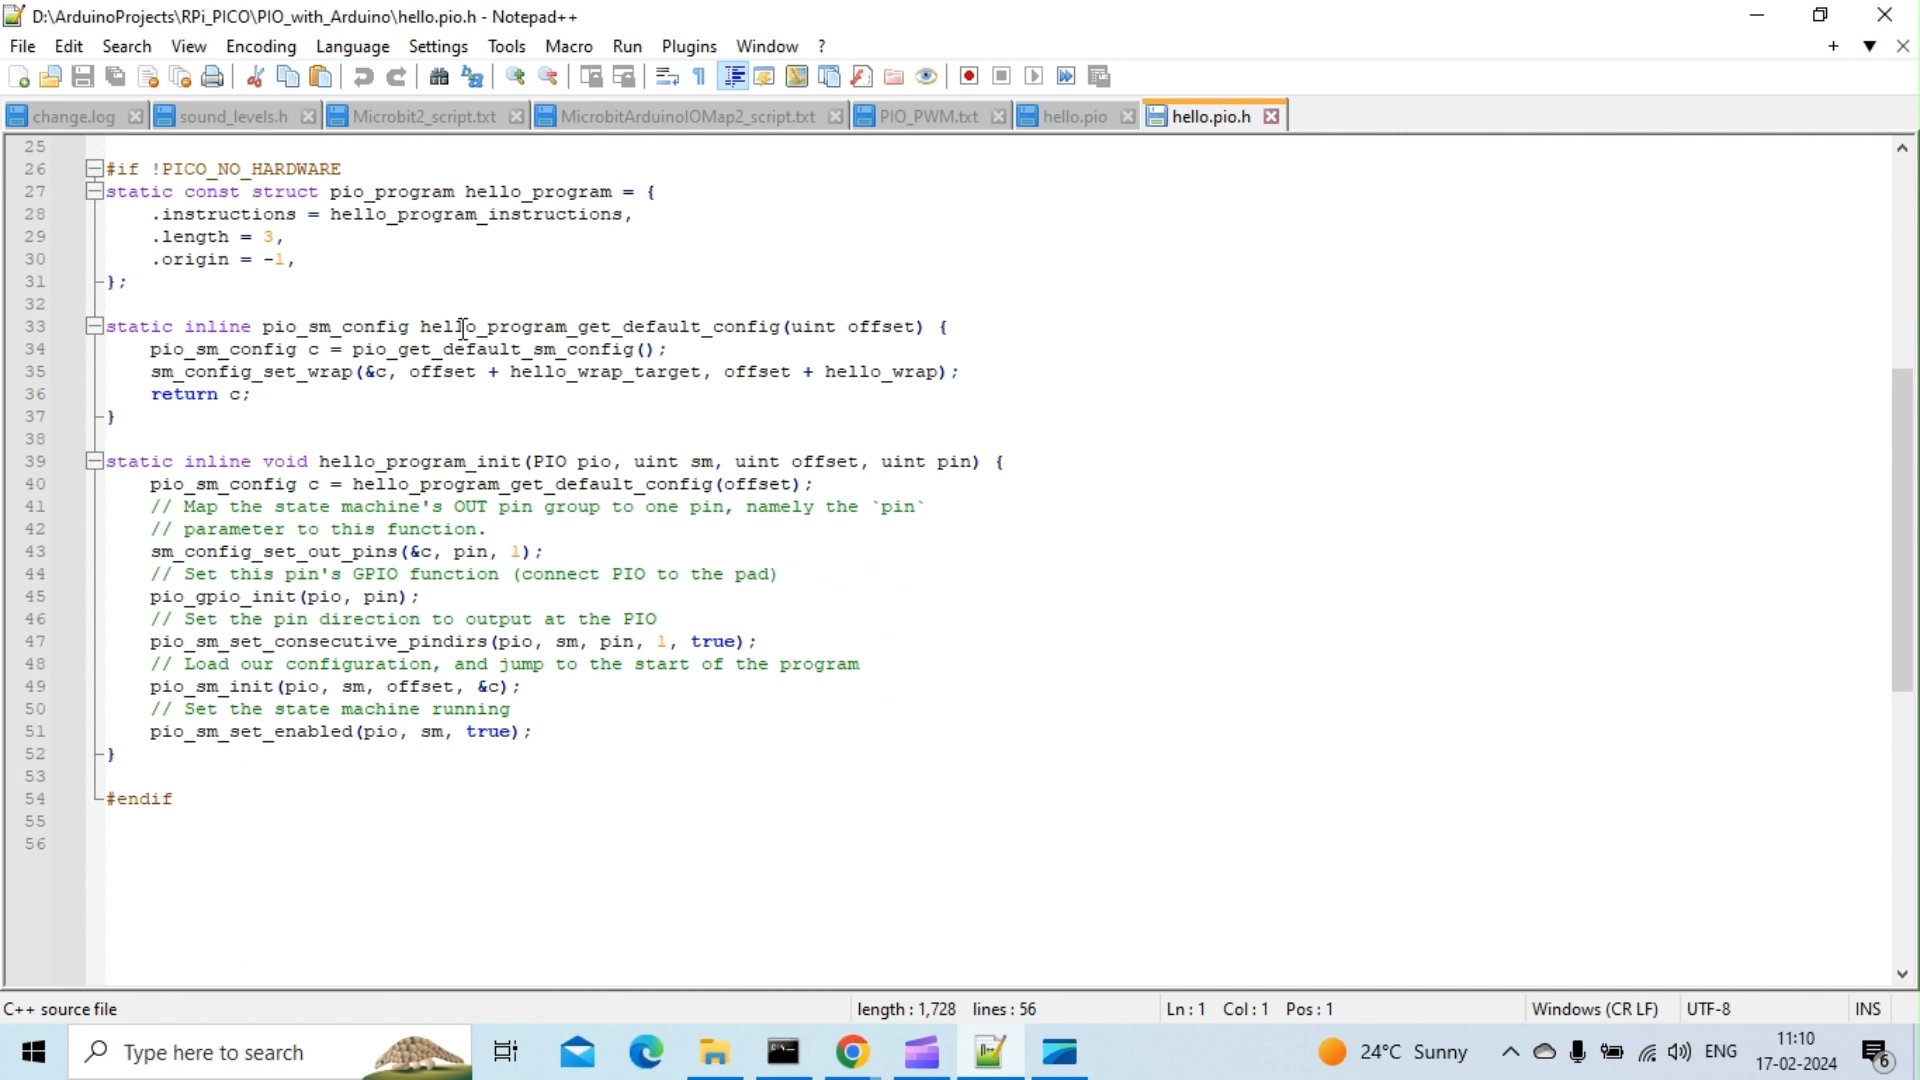 D:\ArduinoProjects\RPi_PICO\PIO_with_Arduino\hello.pio.h - Notepad++
File Edit Search View Encoding Language Settings Tools Macro Run Plugins Window ?
change.log sound_levels.h Microbit2_script.txt MicrobitArduinoIOMap2_script.txt PIO_PWM.txt hello.pio hello.pio.h
25
26 #if !PICO_NO_HARDWARE
27 static const struct pio_program hello_program = {
28 .instructions = hello_program_instructions,
29 .length = 3,
30 .origin = -1,
31 };
32
33 static inline pio_sm_config hello_program_get_default_config(uint offset) {
34 pio_sm_config c = pio_get_default_sm_config();
35 sm_config_set_wrap(&c, offset + hello_wrap_target, offset + hello_wrap);
36 return c;
37 }
38
39 static inline void hello_program_init(PIO pio, uint sm, uint offset, uint pin) {
40 pio_sm_config c = hello_program_get_default_config(offset);
41 // Map the state machine's OUT pin group to one pin, namely the `pin`
42 // parameter to this function.
43 sm_config_set_out_pins(&c, pin, 1);
44 // Set this pin's GPIO function (connect PIO to the pad)
45 pio_gpio_init(pio, pin);
46 // Set the pin direction to output at the PIO
47 pio_sm_set_consecutive_pindirs(pio, sm, pin, 1, true);
48 // Load our configuration, and jump to the start of the program
49 pio_sm_init(pio, sm, offset, &c);
50 // Set the state machine running
51 pio_sm_set_enabled(pio, sm, true);
52 }
53
54 #endif
55
56
C++ source file length : 1,728 lines : 56 Ln : 1 Col : 1 Pos : 1 Windows (CR LF) UTF-8 INS
Type here to search 24°C Sunny ENG 11:10
17-02-2024 6